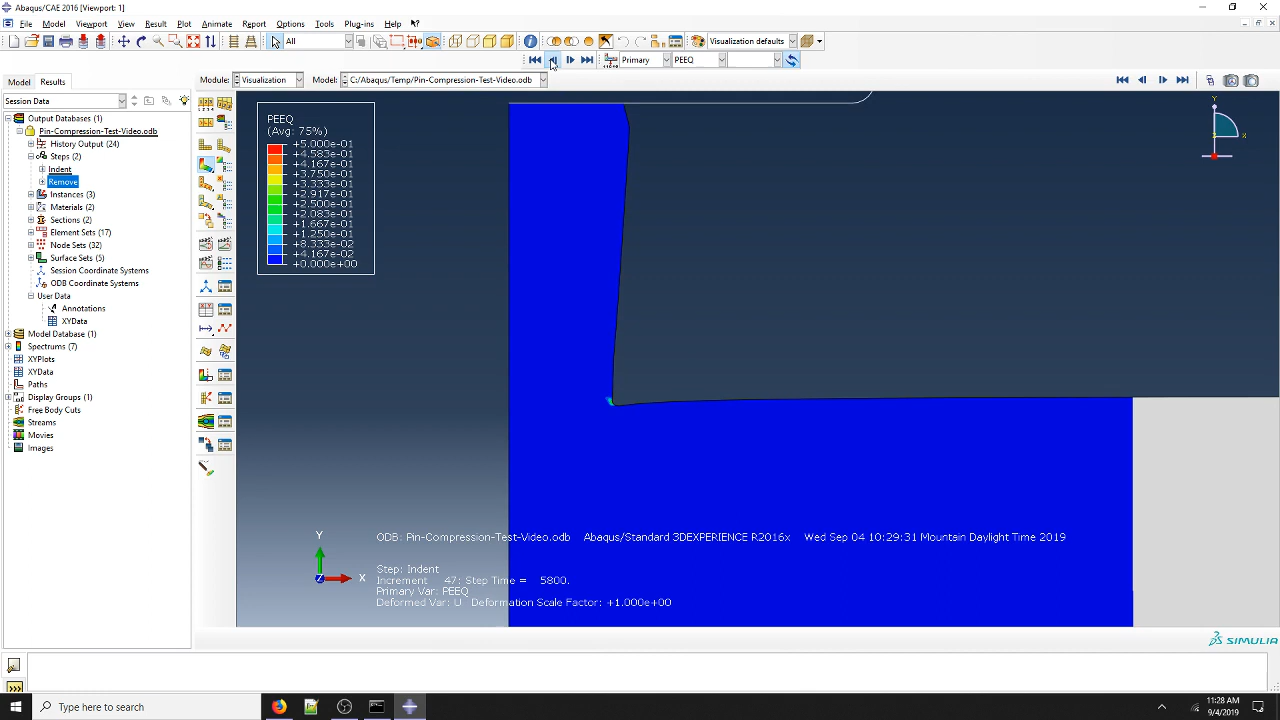 Abaqus/CAE 2016 [Viewport: 1]
File Model Viewport View Result Plot Animate Report Options Tools Plug-ins Help
All Visualization defaults
Primary PEEQ
Model Results Module: Visualization Model: C:/Abaqus/Temp/Pin-Compression-Test-Video.odb
Session Data
Output Databases (1)
Pin-Compression-Test-Video.odb
History Output (24)
Steps (2)
Indent
Remove
Instances (3)
Materials (2)
Sections (2)
Element Sets (17)
Node Sets (32)
Surface Sets (5)
Session Coordinate Systems
ODB Coordinate Systems
User Data
Annotations
XYData
Model Database (1)
Spectrums (7)
XYPlots
XYData
Paths
Display Groups (1)
Free Body Cuts
Streams
Movies
Images
PEEQ
(Avg: 75%)
+5.000e-01
+4.583e-01
+4.167e-01
+3.750e-01
+3.333e-01
+2.917e-01
+2.500e-01
+2.083e-01
+1.667e-01
+1.250e-01
+8.333e-02
+4.167e-02
+0.000e+00
Y
X
Y
X
Z
ODB: Pin-Compression-Test-Video.odb Abaqus/Standard 3DEXPERIENCE R2016x Wed Sep 04 10:29:31 Mountain Daylight Time 2019
Step: Indent
Increment 47: Step Time = 5800.
Primary Var: PEEQ
Deformed Var: U Deformation Scale Factor: +1.000e+00
SIMULIA
>>>
Type here to search
11:28 AM
9/4/2019